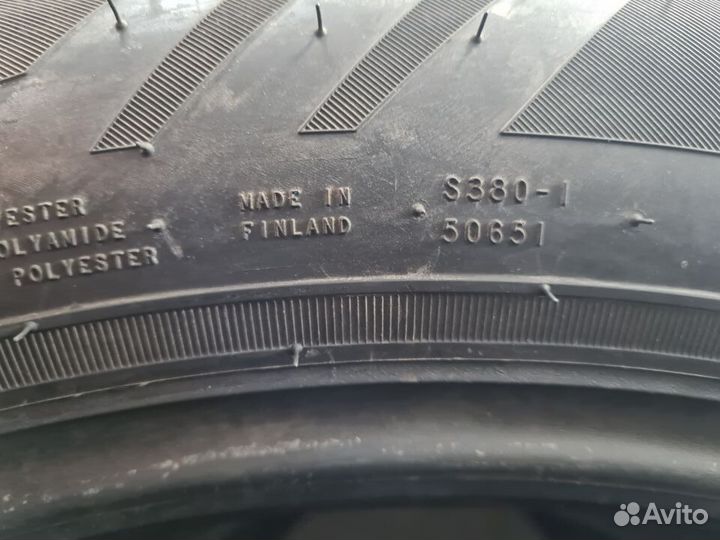 YESTER
OLYAMIDE
POLYESTER
MADE IN
FINLAND
S380-1
50651
Avito